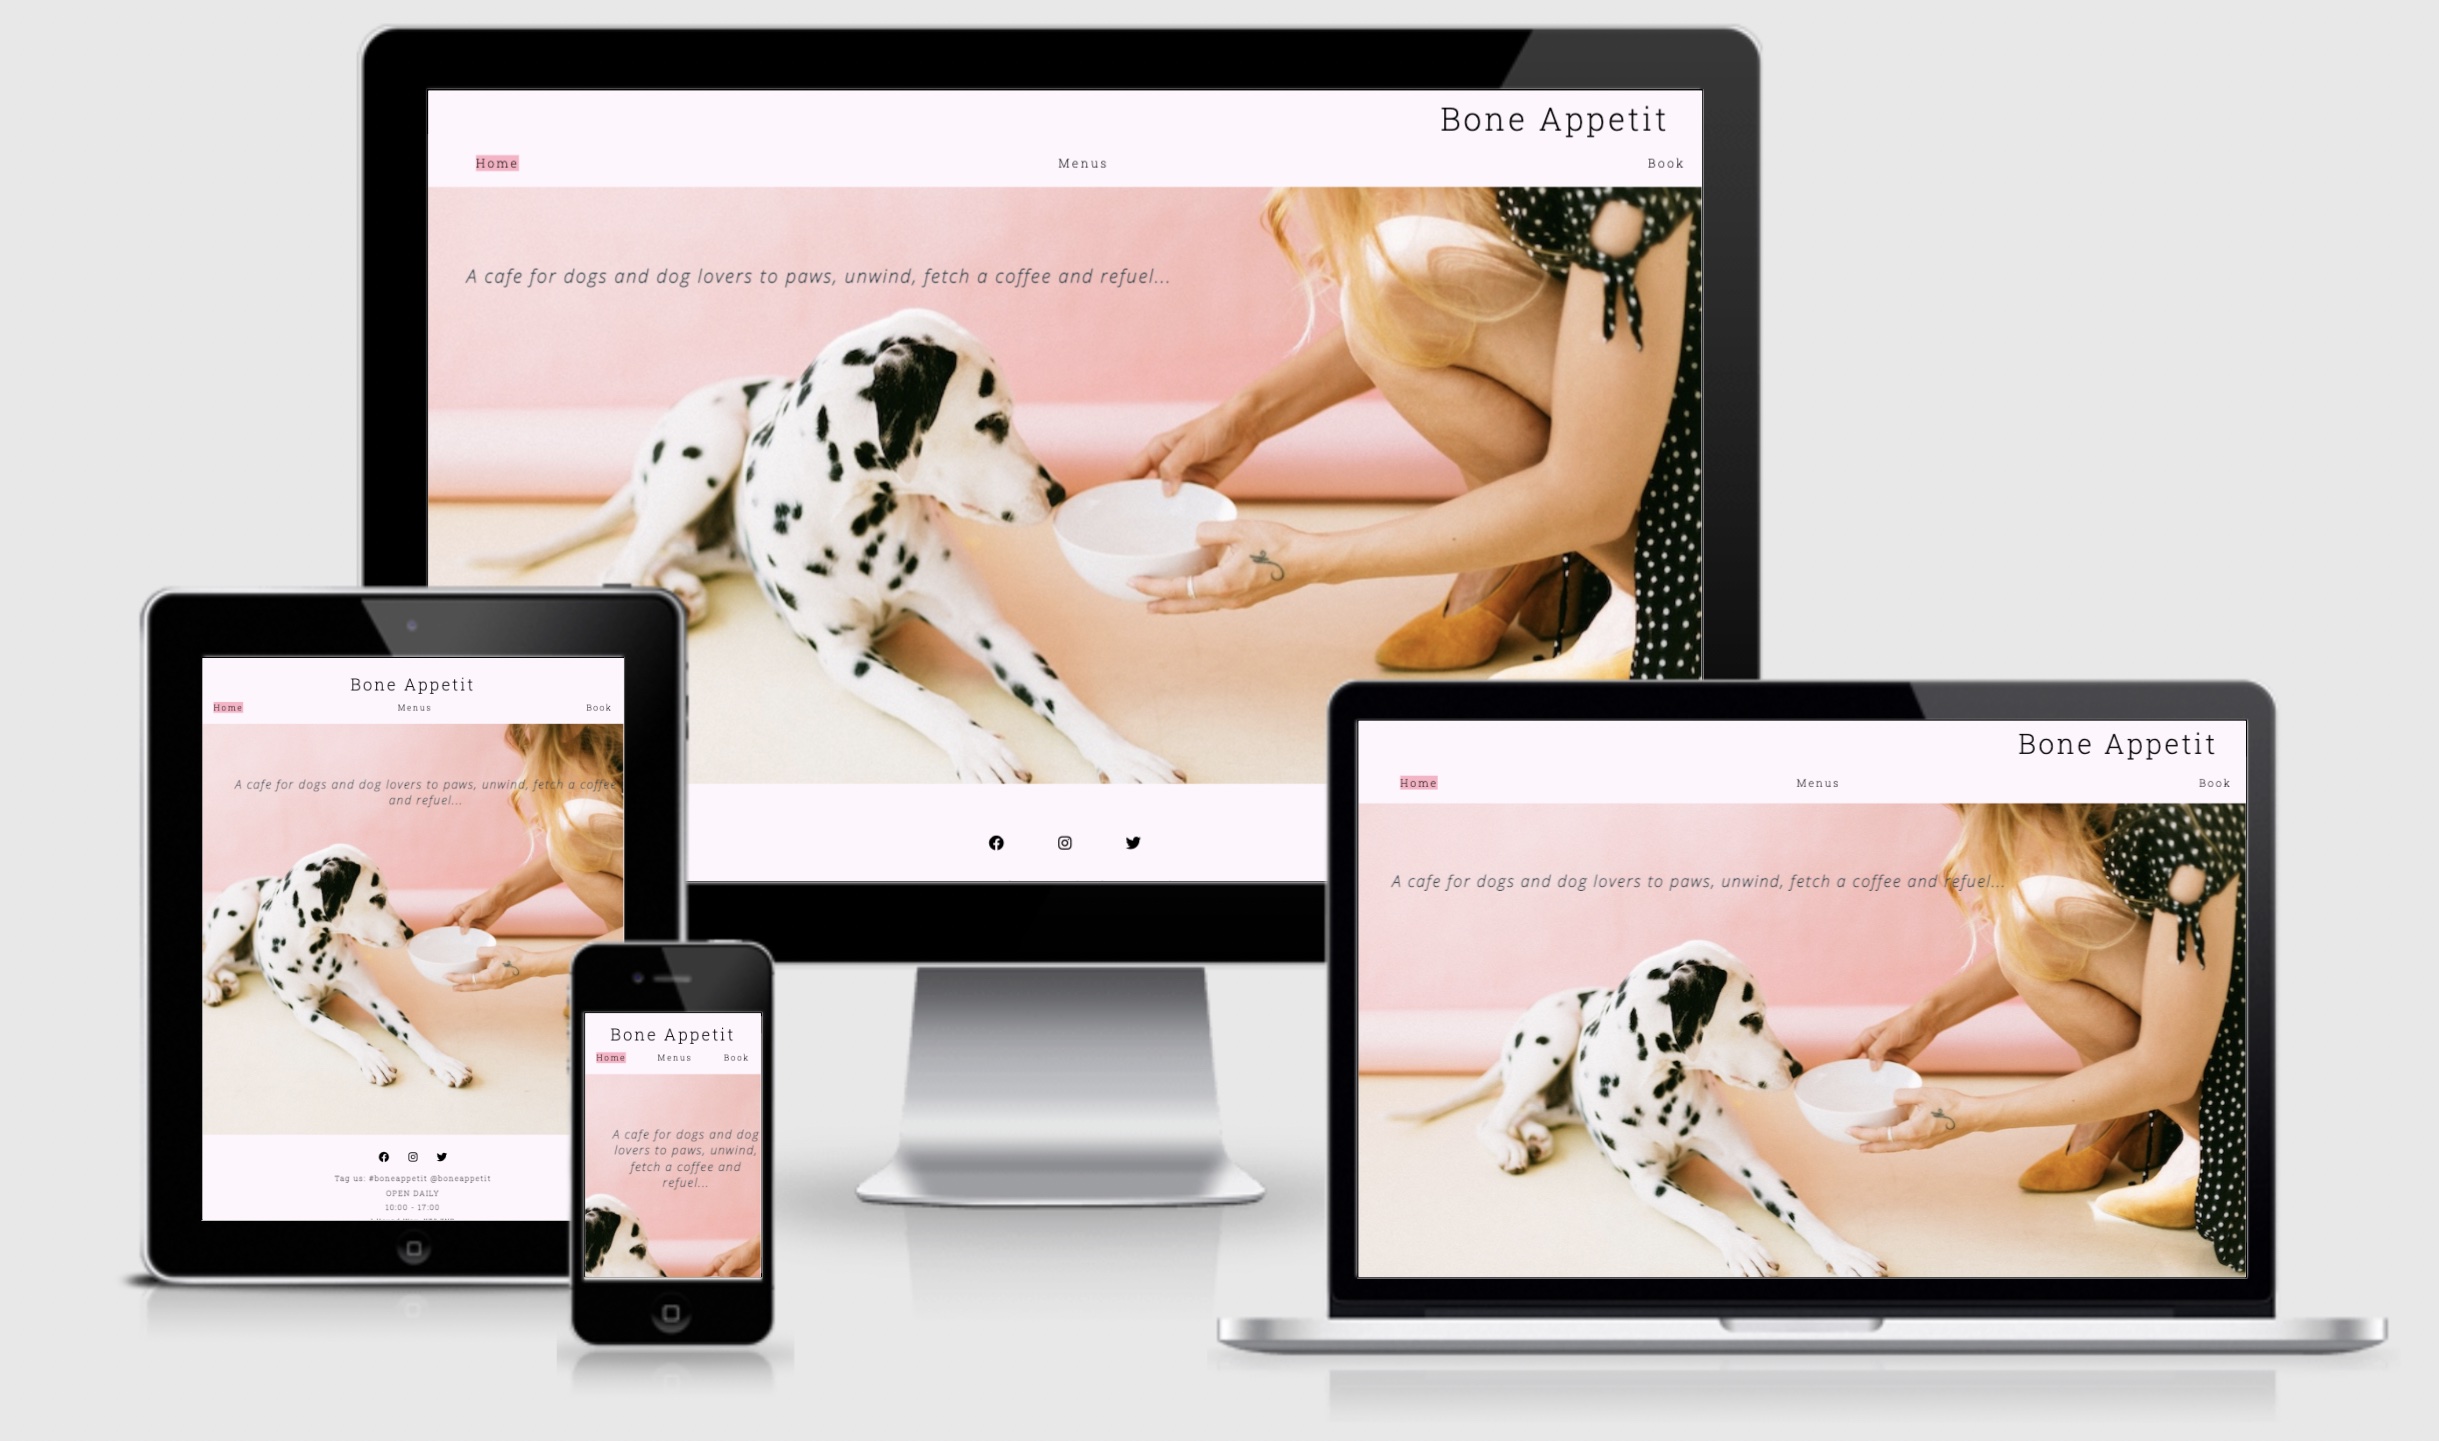 Bone Appetit
Home Menus Book
A cafe for dogs and dog lovers to paws, unwind, fetch a coffee and refuel...
Bone Appetit
Home Menus Book
A cafe for dogs and dog lovers to paws, unwind, fetch a coffee
and refuel...
Tag us: #boneappetit @boneappetit
OPEN DAILY
10:00 - 17:00
Bone Appetit
Home Menus Book
A cafe for dogs and dog
lovers to paws, unwind,
fetch a coffee and
refuel...
Bone Appetit
Home Menus Book
A cafe for dogs and dog lovers to paws, unwind, fetch a coffee and refuel...